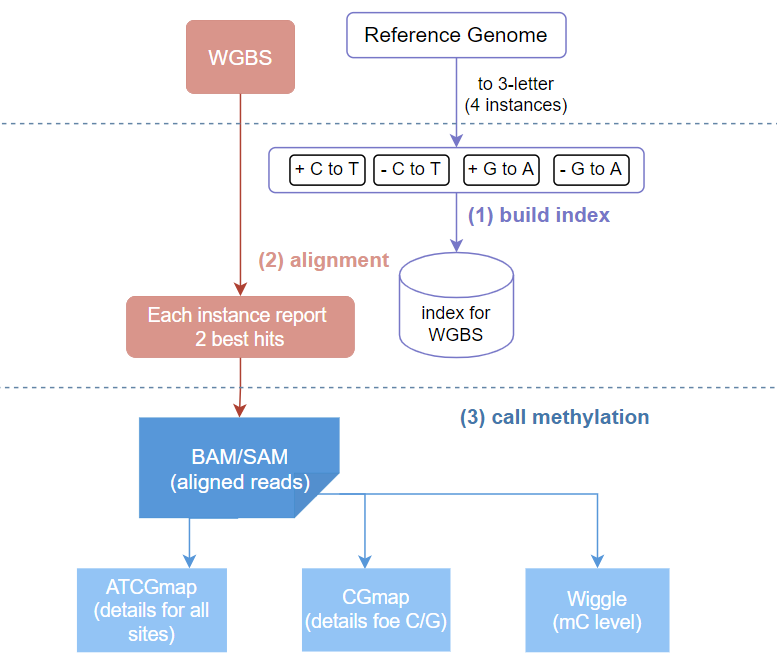 WGBS
Reference Genome
to 3-letter
(4 instances)
+ C to T
- C to T
+ G to A
- G to A
(1) build index
(2) alignment
index for
WGBS
Each instance report
2 best hits
(3) call methylation
BAM/SAM
(aligned reads)
ATCGmap
(details for all
sites)
CGmap
(details foe C/G)
Wiggle
(mC level)